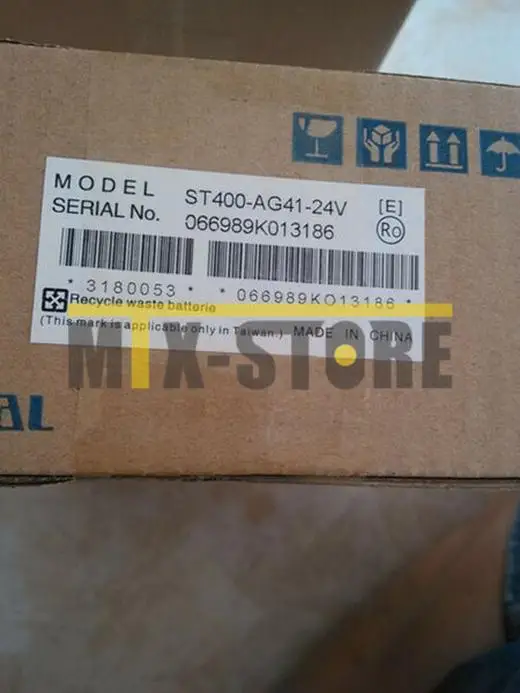 MODEL ST400-AG41-24V [E]
SERIAL No. 066989K013186 Ro
* 3180053 * * 066989K013186 *
Recycle waste batterie
(This mark is applicable only in Taiwan.) MADE IN CHINA
MTX-STORE
AL